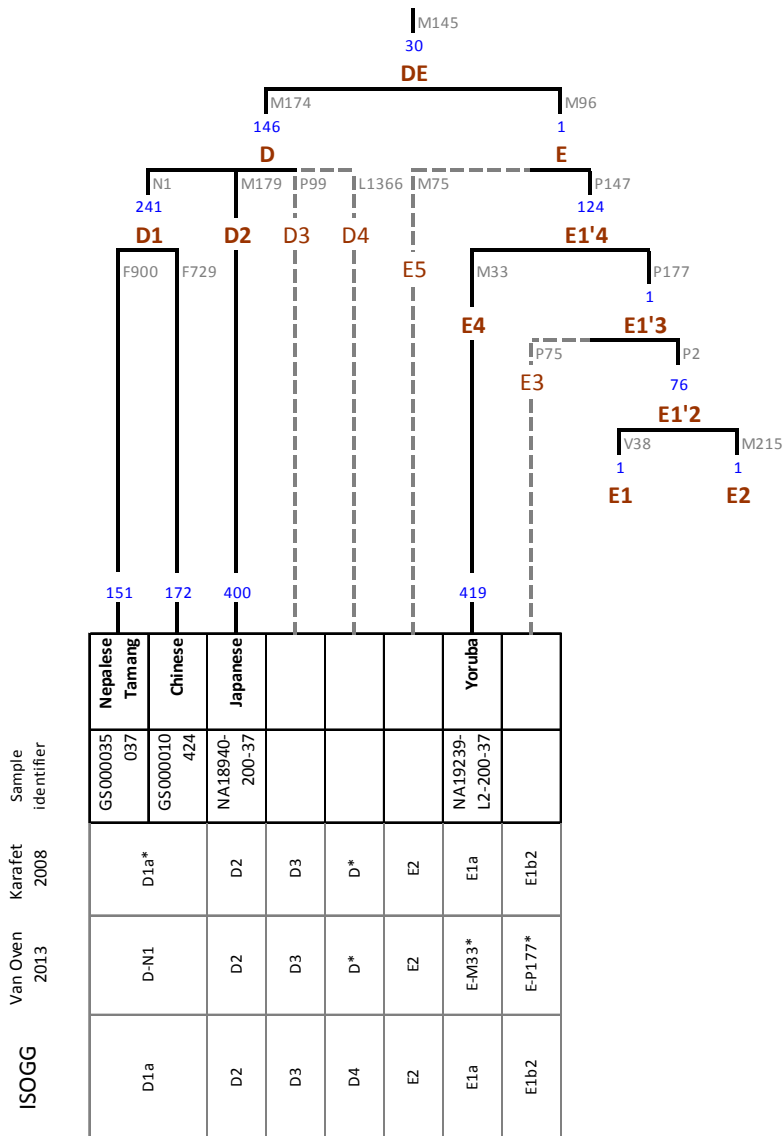 M145
30
DE
M174
M96
146
1
D
E
N1
M179
P99
L1366
M75
P147
241
124
D1
D2
D3
D4
E1'4
F900
F729
E5
M33
P177
1
E4
E1'3
P75
P2
E3
76
E1'2
V38
M215
1
1
E1
E2
151
172
400
419
Nepalese
Tamang
Chinese
Japanese
Yoruba
Sample
identifier
GS000035
037
GS000010
424
NA18940-
200-37
NA19239-
L2-200-37
Karafet
2008
D1a*
D2
D3
D*
E2
E1a
E1b2
Van Oven
2013
D-N1
D2
D3
D*
E2
E-M33*
E-P177*
ISOGG
D1a
D2
D3
D4
E2
E1a
E1b2